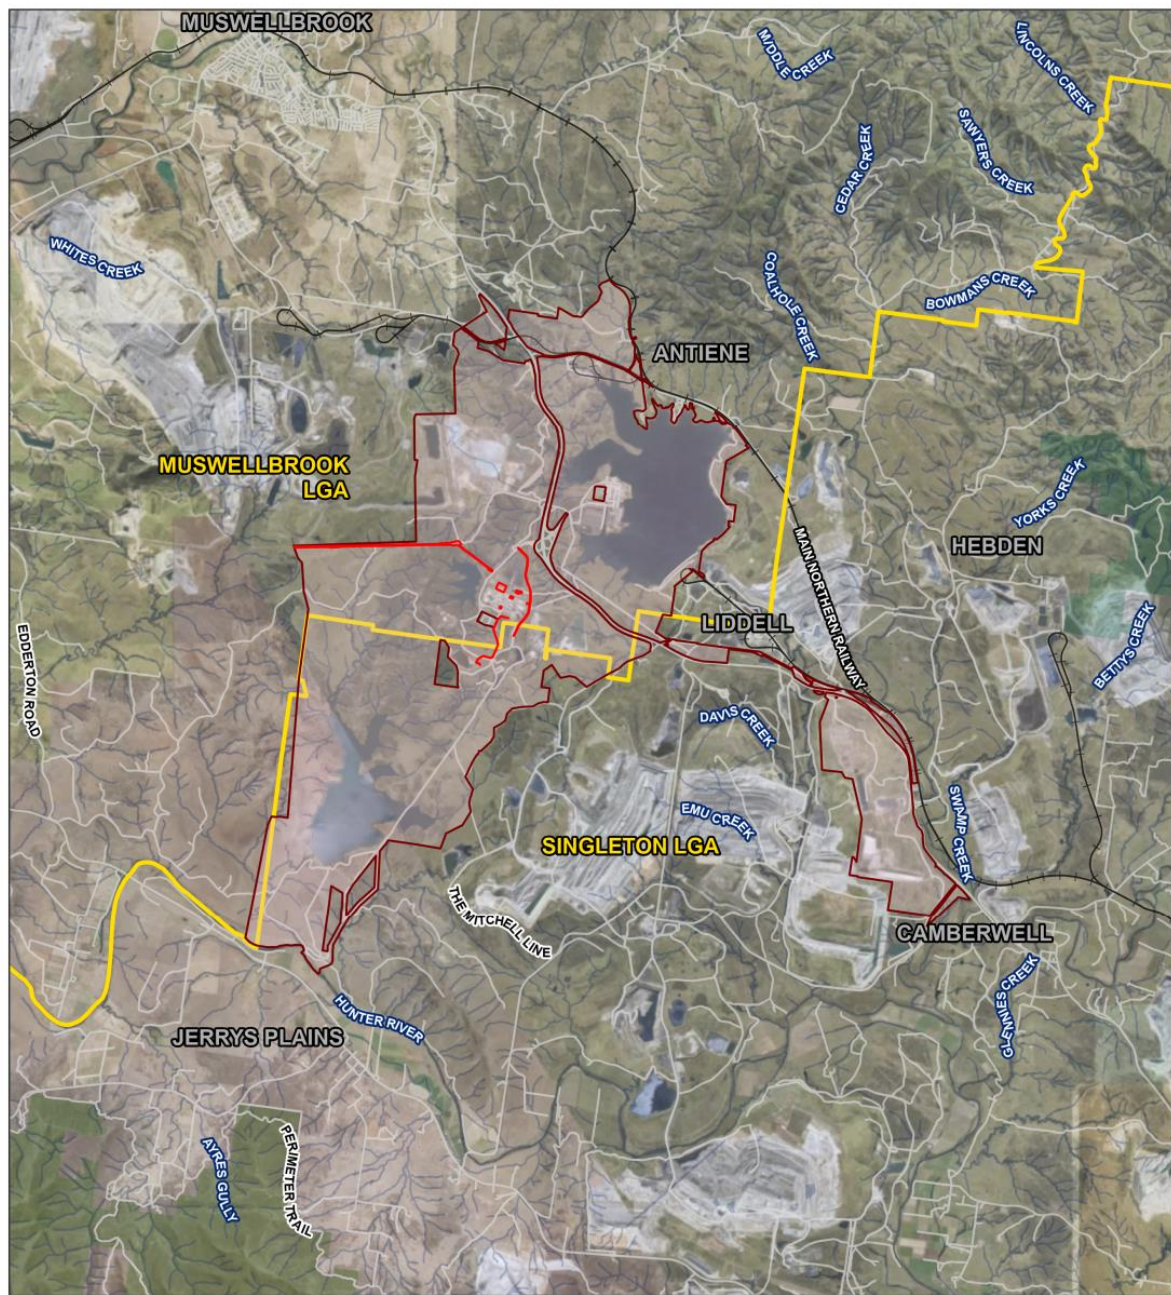 MUSWELLBROOK
MIDDLE CREEK
LINCOLNS CREEK
SAWYERS CREEK
CEDAR CREEK
WHITES CREEK
COALHOLE CREEK
BOWMANS CREEK
ANTIENE
MUSWELLBROOK
LGA
YORKS CREEK
HEBDEN
MAIN NORTHERN RAILWAY
LIDDELL
BETTYS CREEK
EDDERTON ROAD
DAVIS CREEK
EMU CREEK
SWAMP CREEK
SINGLETON LGA
THE MITCHELL LINE
CAMBERWELL
GLENNIES CREEK
HUNTER RIVER
JERRYS PLAINS
AYRES GULLY
PERIMETER TRAIL